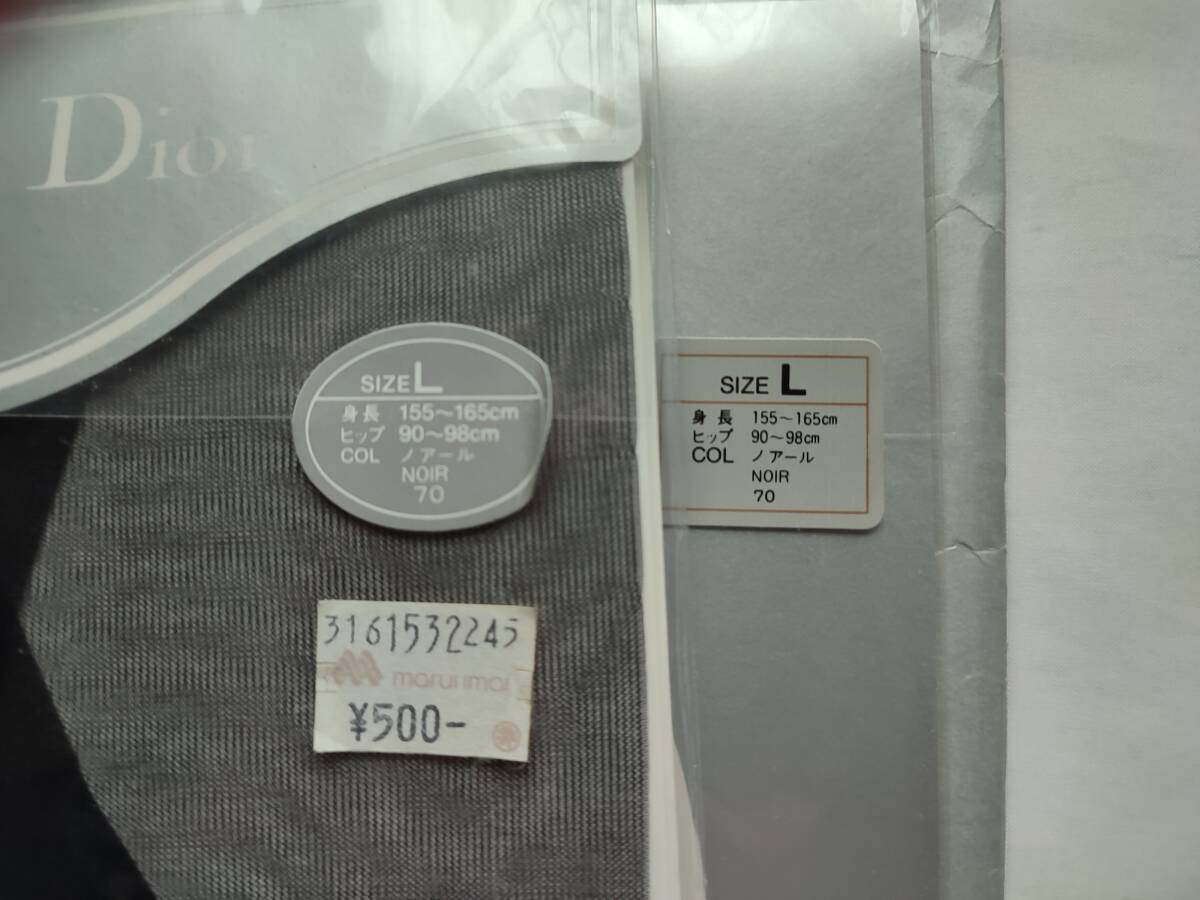 Dior
SIZE L
身長 155～165cm
ヒップ 90～98cm
COL ノアール
NOIR
70
SIZE L
身長 155～165cm
ヒップ 90～98cm
COL ノアール
NOIR
70
3161532245
marui imai
¥500-